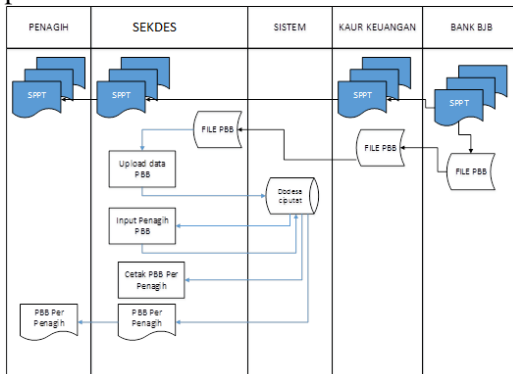 PENAGIH
SEKDES
SISTEM
KAUR KEUANGAN
BANK BJB
SPPT
SPPT
SPPT
SPPT
FILE PBB
FILE PBB
FILE PBB
Upload data
PBB
Dbdesa
ciputat
Input Penagih
PBB
Cetak PBB Per
Penagih
PBB Per
Penagih
PBB Per
Penagih